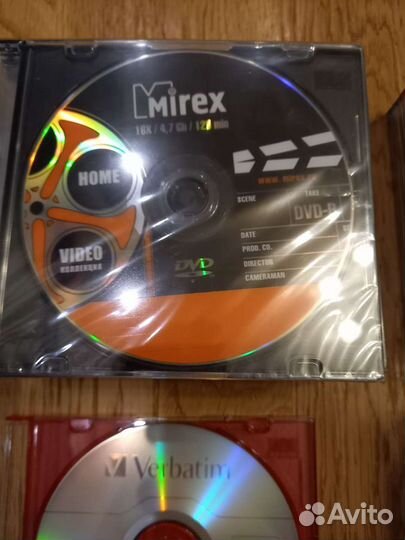 Mirex
16X / 4,7 Gb / 120 min
HOME
www.mirex.ru
SCENE
TAKE
DVD-R
VIDEO
коллекция
DATE
PROD. CO.
DIRECTOR
CAMERAMAN
DVD
Verbatim
Avito